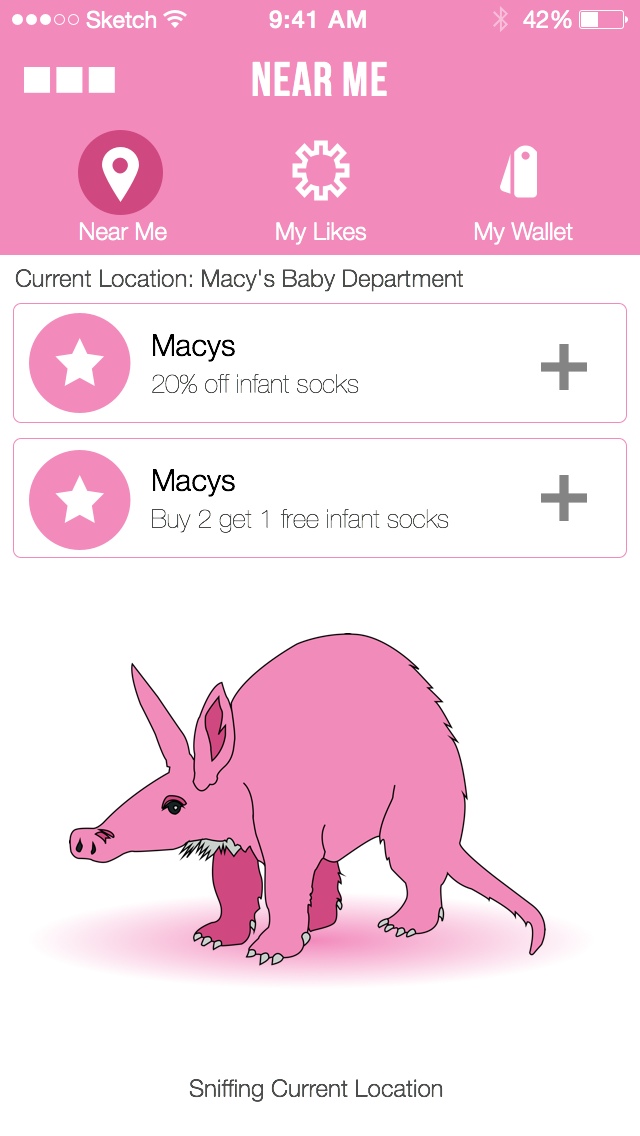 Sketch 9:41 AM 42%
NEAR ME
Near Me My Likes My Wallet
Current Location: Macy's Baby Department
Macys
20% off infant socks
Macys
Buy 2 get 1 free infant socks
Sniffing Current Location